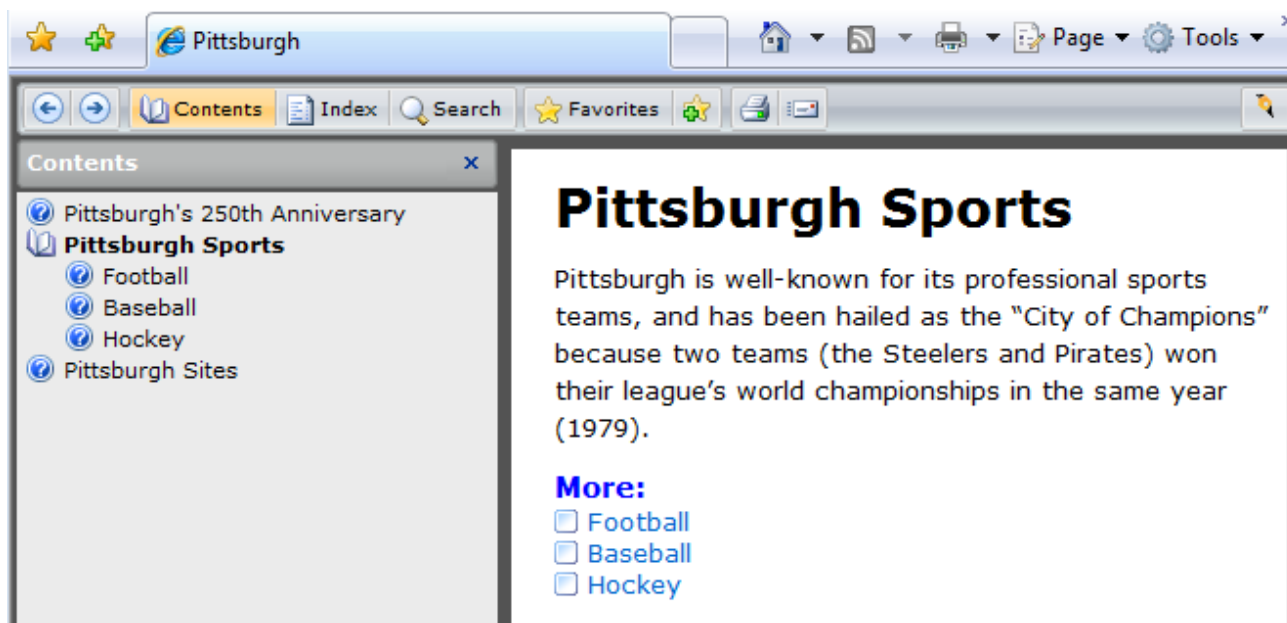 Pittsburgh
Page
Tools
Contents
Index
Search
Favorites
Contents
Pittsburgh's 250th Anniversary
Pittsburgh Sports
Football
Baseball
Hockey
Pittsburgh Sites
Pittsburgh Sports
Pittsburgh is well-known for its professional sports
teams, and has been hailed as the “City of Champions”
because two teams (the Steelers and Pirates) won
their league’s world championships in the same year
(1979).
More:
Football
Baseball
Hockey